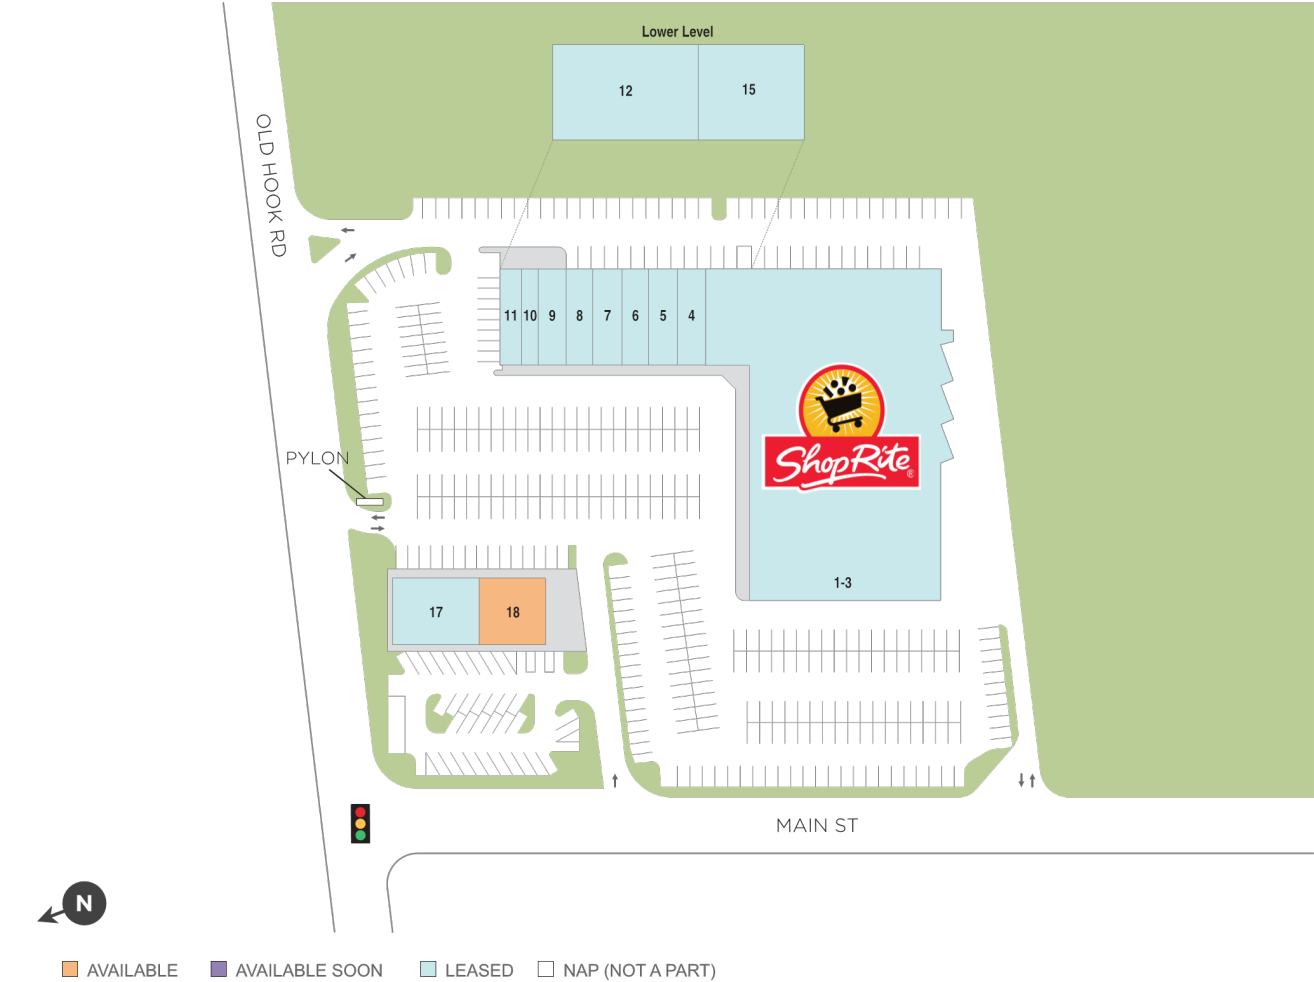 Lower Level
12
15
OLD HOOK RD
11
10
9
8
7
6
5
4
ShopRite®
PYLON
1-3
17
18
MAIN ST
N
AVAILABLE
AVAILABLE SOON
LEASED
NAP (NOT A PART)